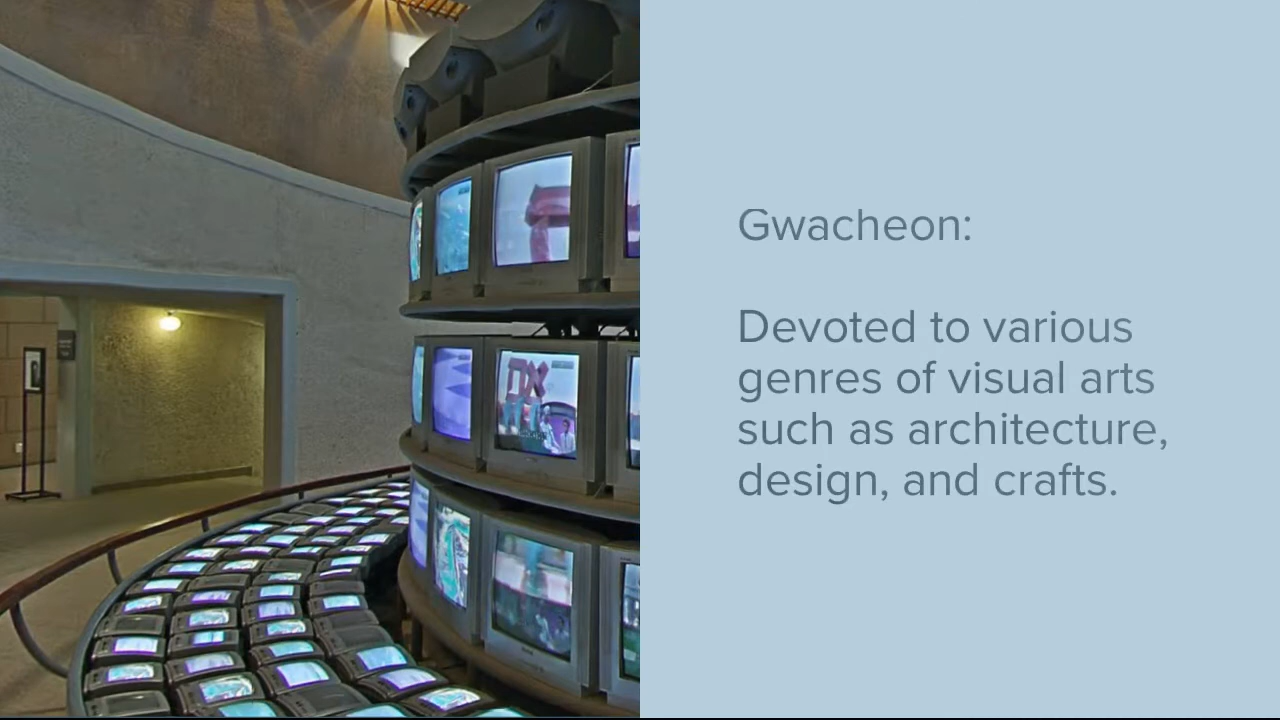 Gwacheon:
Devoted to various
genres of visual arts
such as architecture,
design, and crafts.